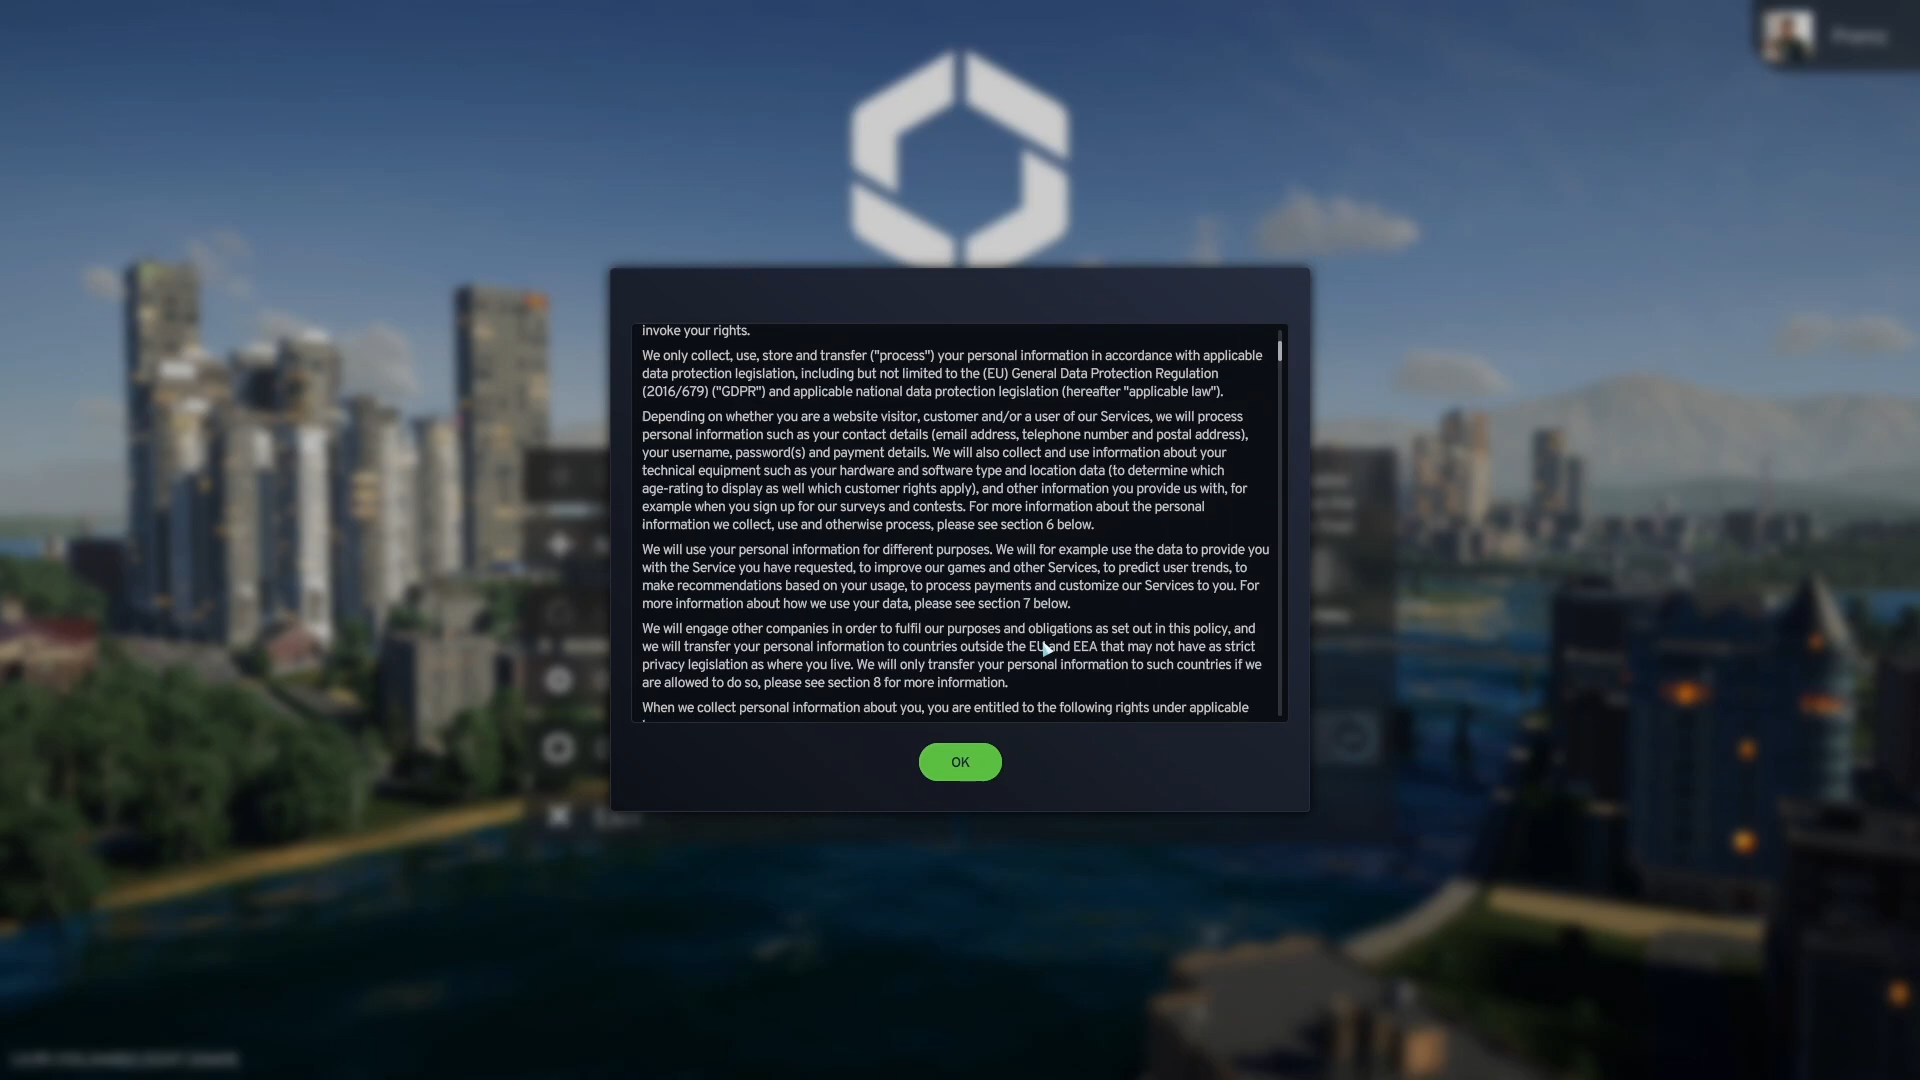 invoke your rights.
We only collect, use, store and transfer ("process") your personal information in accordance with applicable
data protection legislation, including but not limited to the (EU) General Data Protection Regulation
(2016/679) ("GDPR") and applicable national data protection legislation (hereafter "applicable law").
Depending on whether you are a website visitor, customer and/or a user of our Services, we will process
personal information such as your contact details (email address, telephone number and postal address),
your username, password(s) and payment details. We will also collect and use information about your
technical equipment such as your hardware and software type and location data (to determine which
age-rating to display as well which customer rights apply), and other information you provide us with, for
example when you sign up for our surveys and contests. For more information about the personal
information we collect, use and otherwise process, please see section 6 below.
We will use your personal information for different purposes. We will for example use the data to provide you
with the Service you have requested, to improve our games and other Services, to predict user trends, to
make recommendations based on your usage, to process payments and customize our Services to you. For
more information about how we use your data, please see section 7 below.
We will engage other companies in order to fulfil our purposes and obligations as set out in this policy, and
we will transfer your personal information to countries outside the EU and EEA that may not have as strict
privacy legislation as where you live. We will only transfer your personal information to such countries if we
are allowed to do so, please see section 8 for more information.
When we collect personal information about you, you are entitled to the following rights under applicable
OK